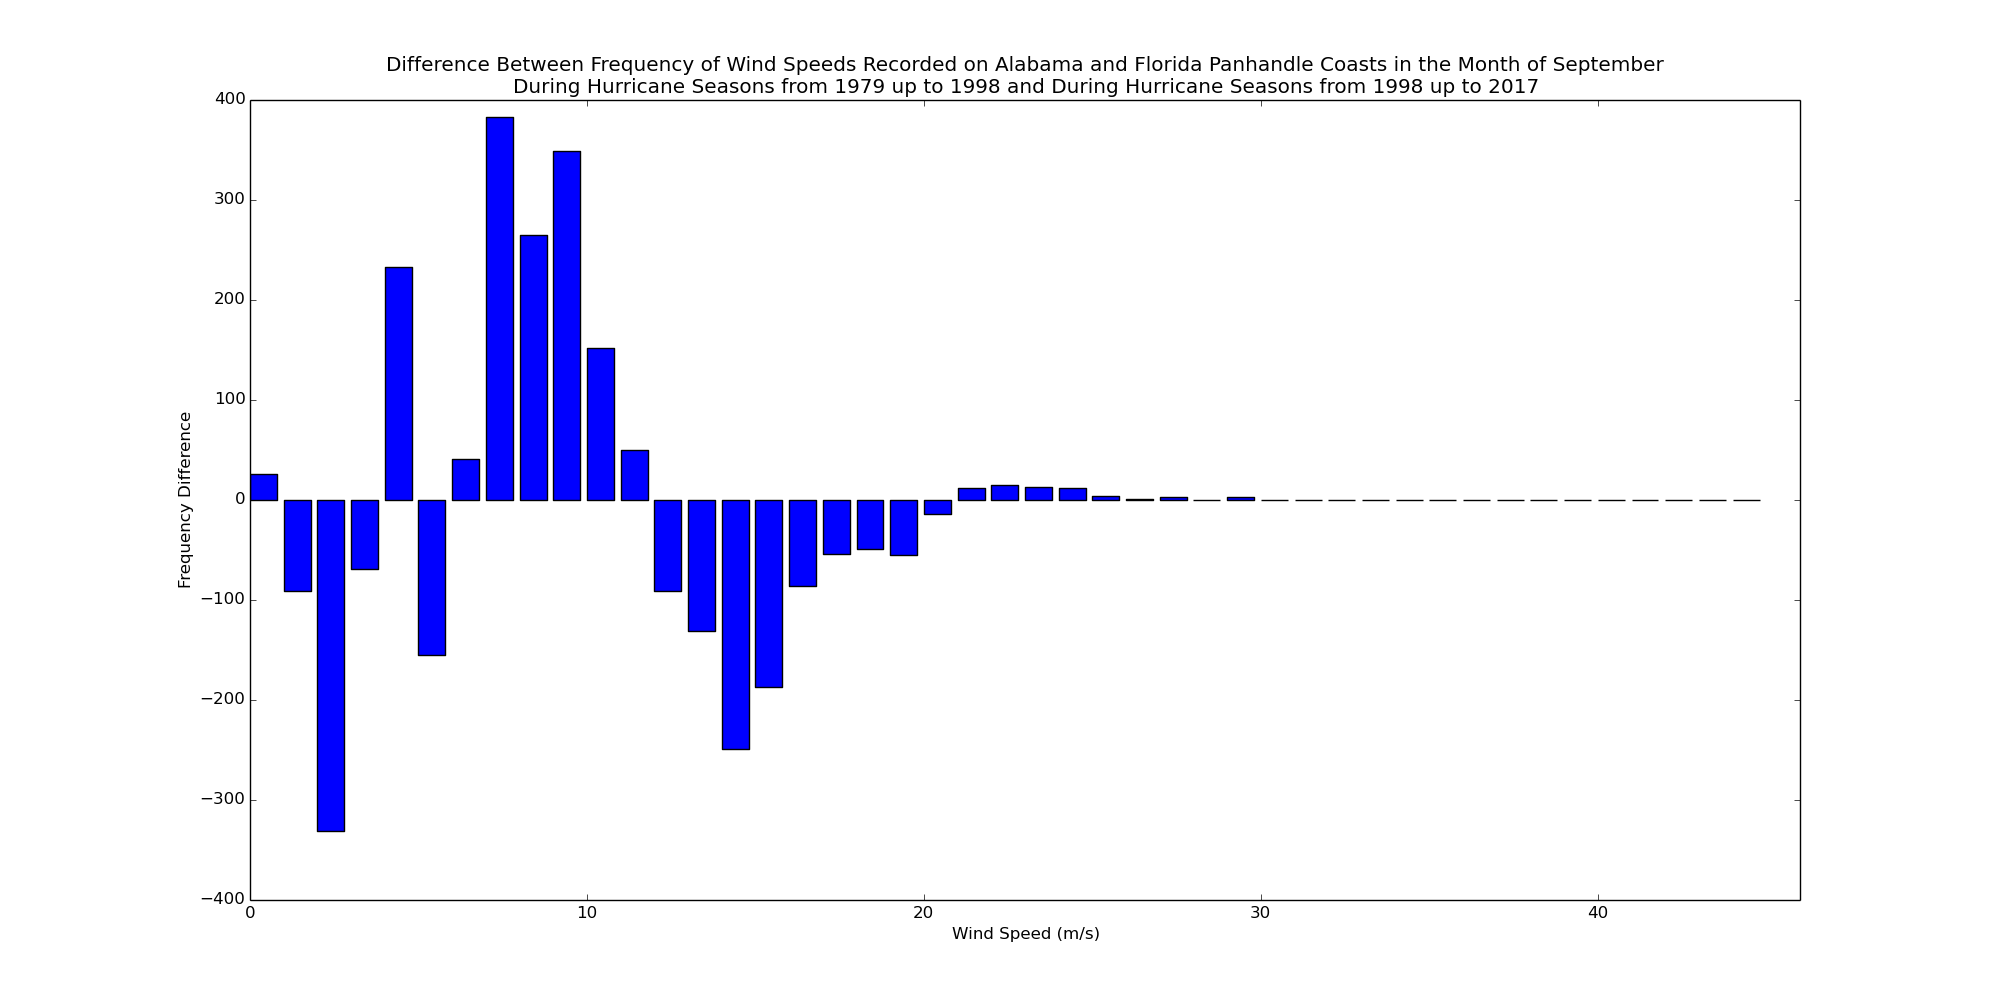 Difference Between Frequency of Wind Speeds Recorded on Alabama and Florida Panhandle Coasts in the Month of September
During Hurricane Seasons from 1979 up to 1998 and During Hurricane Seasons from 1998 up to 2017
400
300
200
100
0
−100
−200
−300
−400
Frequency Difference
0 10 20 30 40
Wind Speed (m/s)